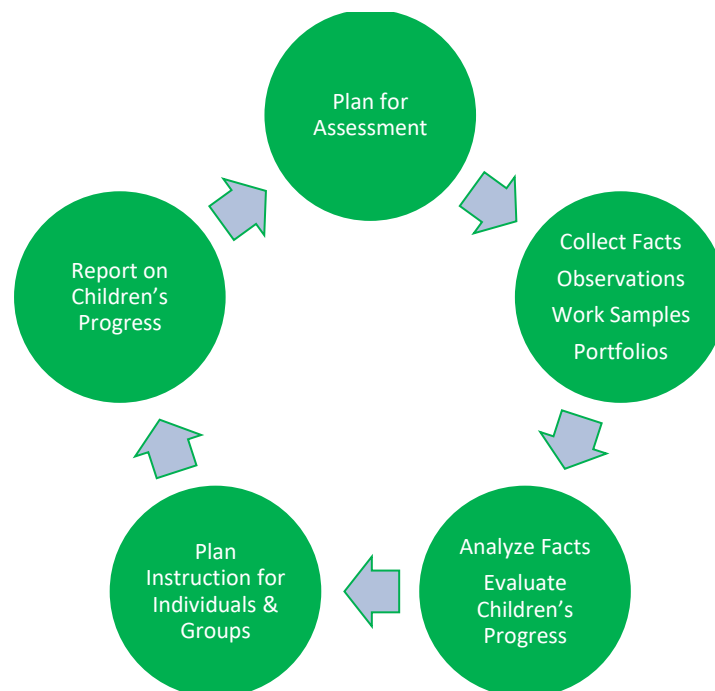 Plan for
Assessment
Collect Facts
Observations
Work Samples
Portfolios
Analyze Facts
Evaluate
Children’s
Progress
Plan
Instruction for
Individuals &
Groups
Report on
Children’s
Progress